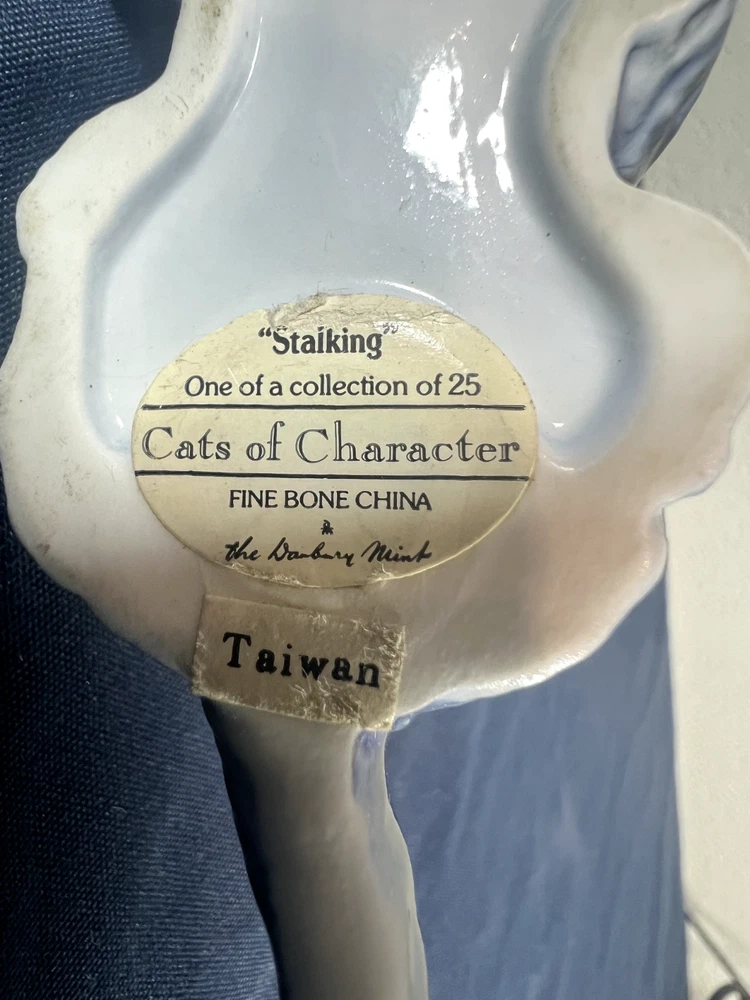 “Stalking”
One of a collection of 25
Cats of Character
FINE BONE CHINA
the Danbury Mint
Taiwan